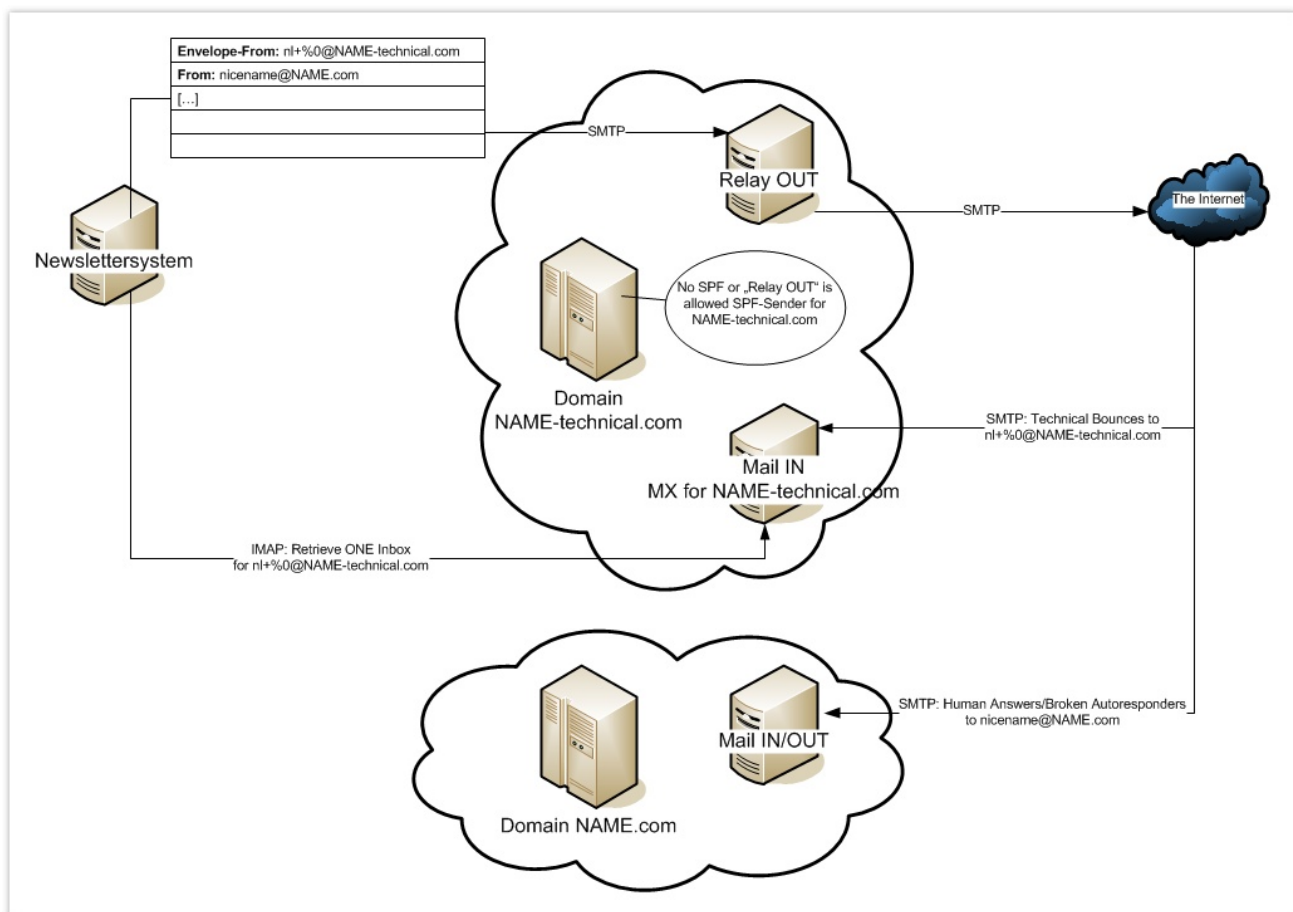 Envelope-From: nl+%0@NAME-technical.com
From: nicename@NAME.com
[...]
SMTP
Relay OUT
SMTP
The Internet
Newslettersystem
No SPF or „Relay OUT“ is
allowed SPF-Sender for
NAME-technical.com
Domain
NAME-technical.com
SMTP: Technical Bounces to
nl+%0@NAME-technical.com
Mail IN
MX for NAME-technical.com
IMAP: Retrieve ONE Inbox
for nl+%0@NAME-technical.com
SMTP: Human Answers/Broken Autoresponders
to nicename@NAME.com
Mail IN/OUT
Domain NAME.com